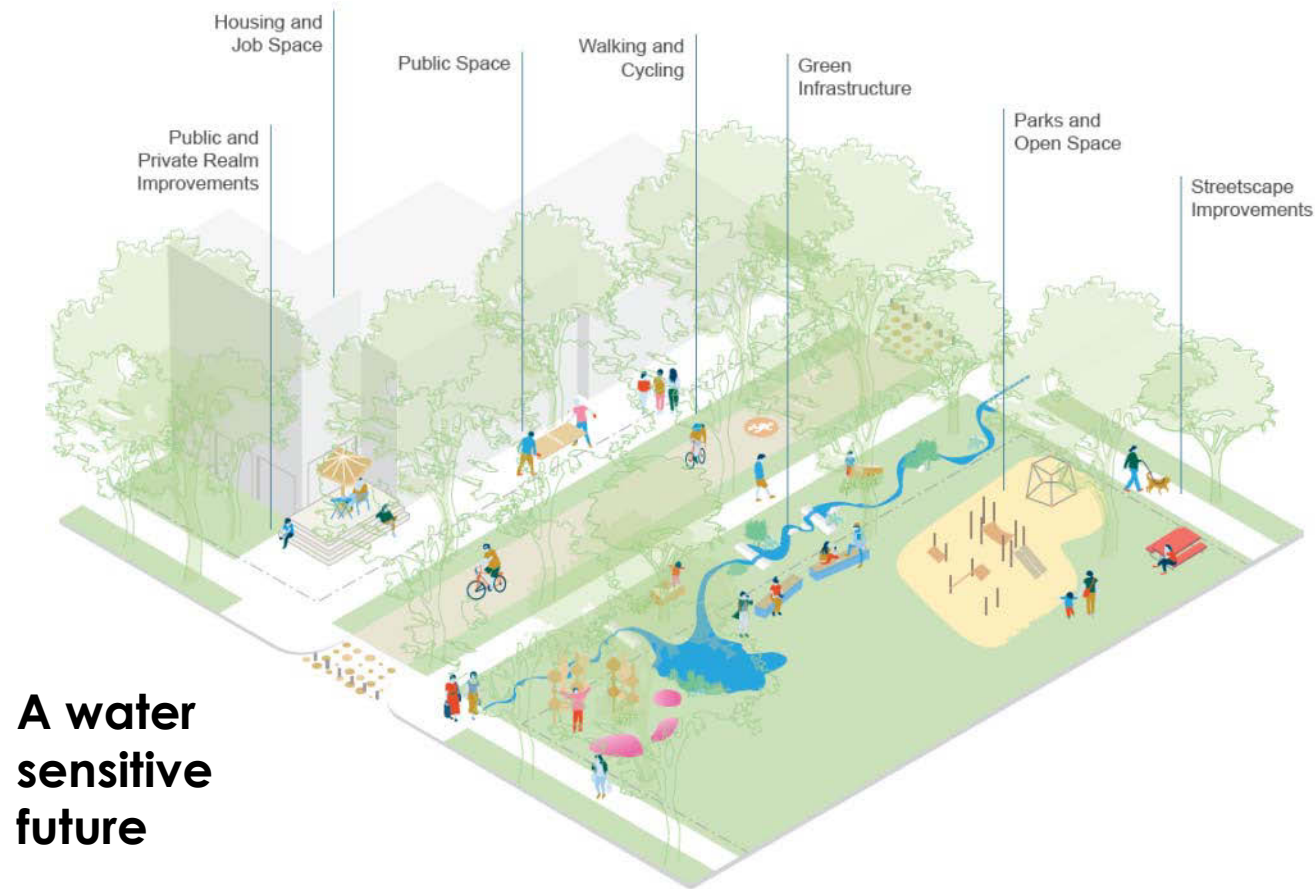 Housing and
Job Space
Public Space
Walking and
Cycling
Green
Infrastructure
Public and
Private Realm
Improvements
Parks and
Open Space
Streetscape
Improvements
A water
sensitive
future